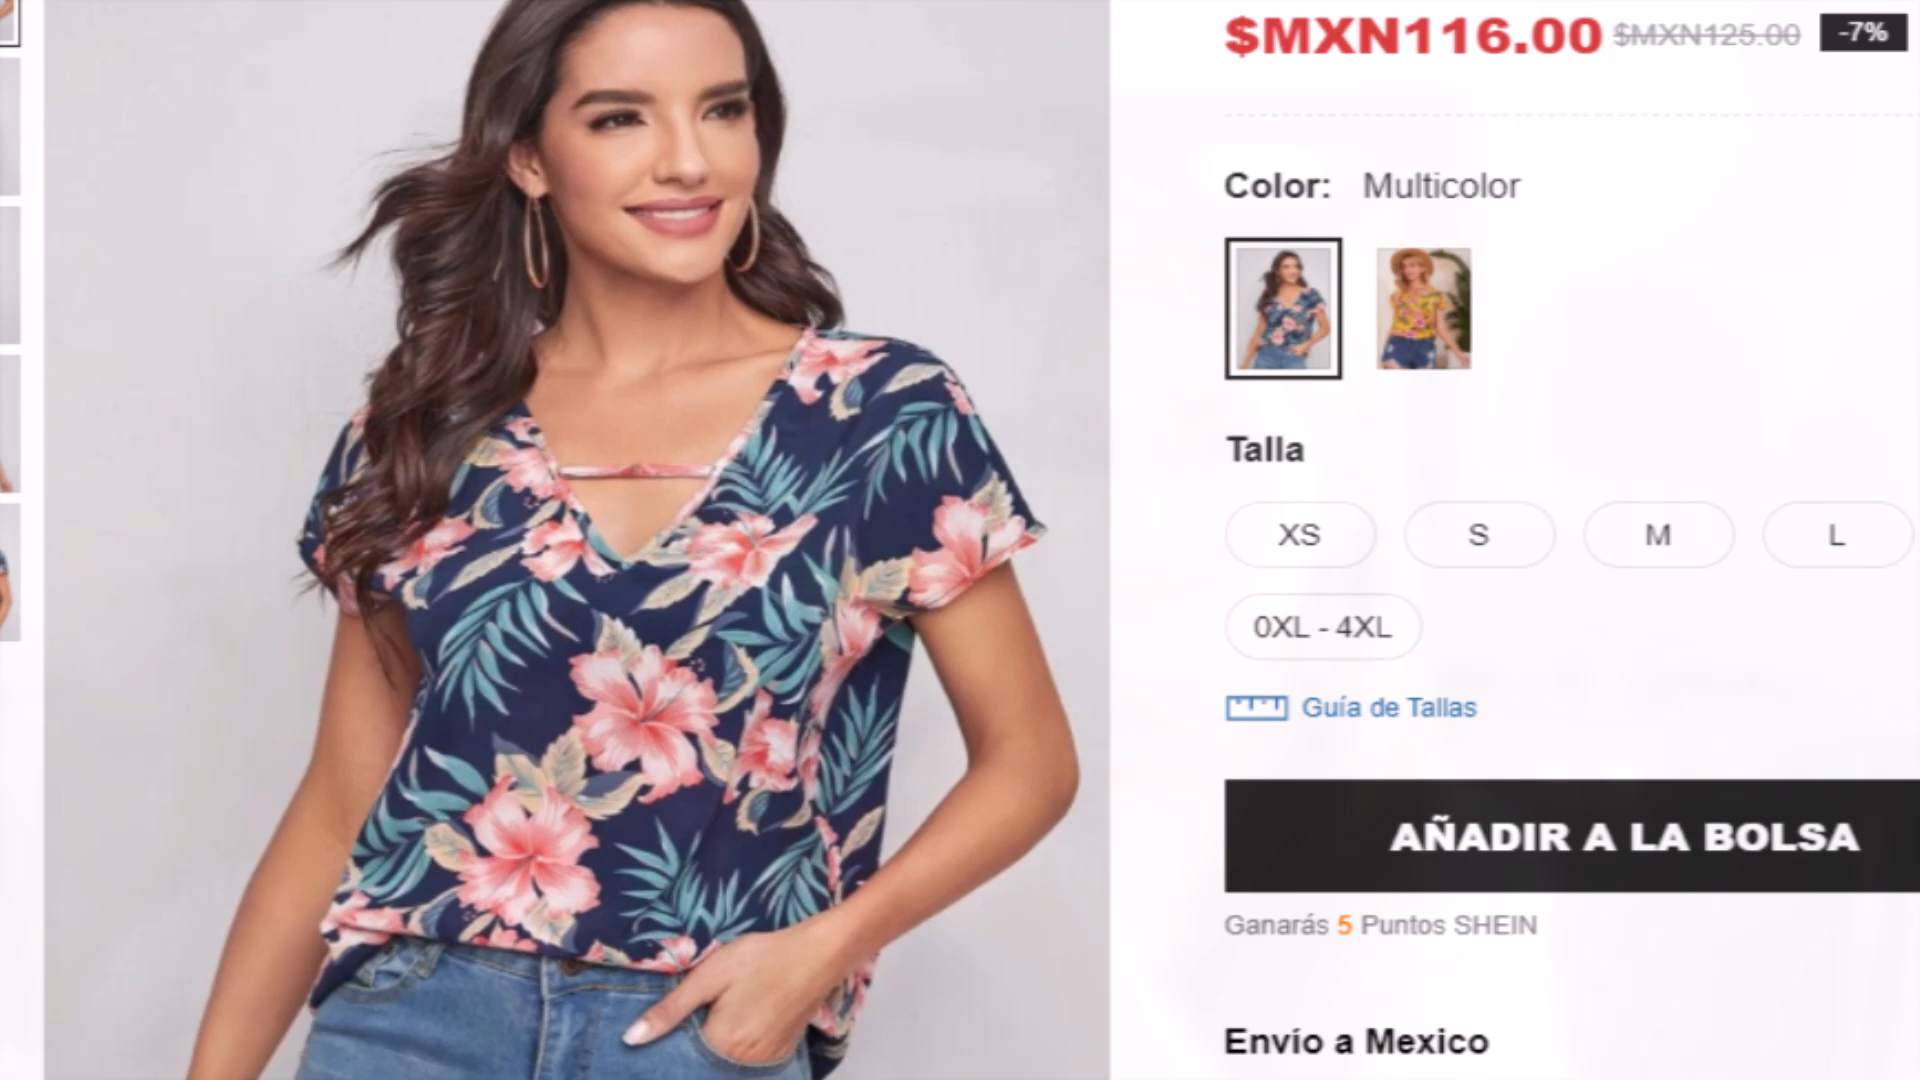 $MXN116.00 $MXN125.00 -7%
Color: Multicolor
Talla
XS S M L
0XL - 4XL
Guía de Tallas
AÑADIR A LA BOLSA
Ganarás 5 Puntos SHEIN
Envío a Mexico